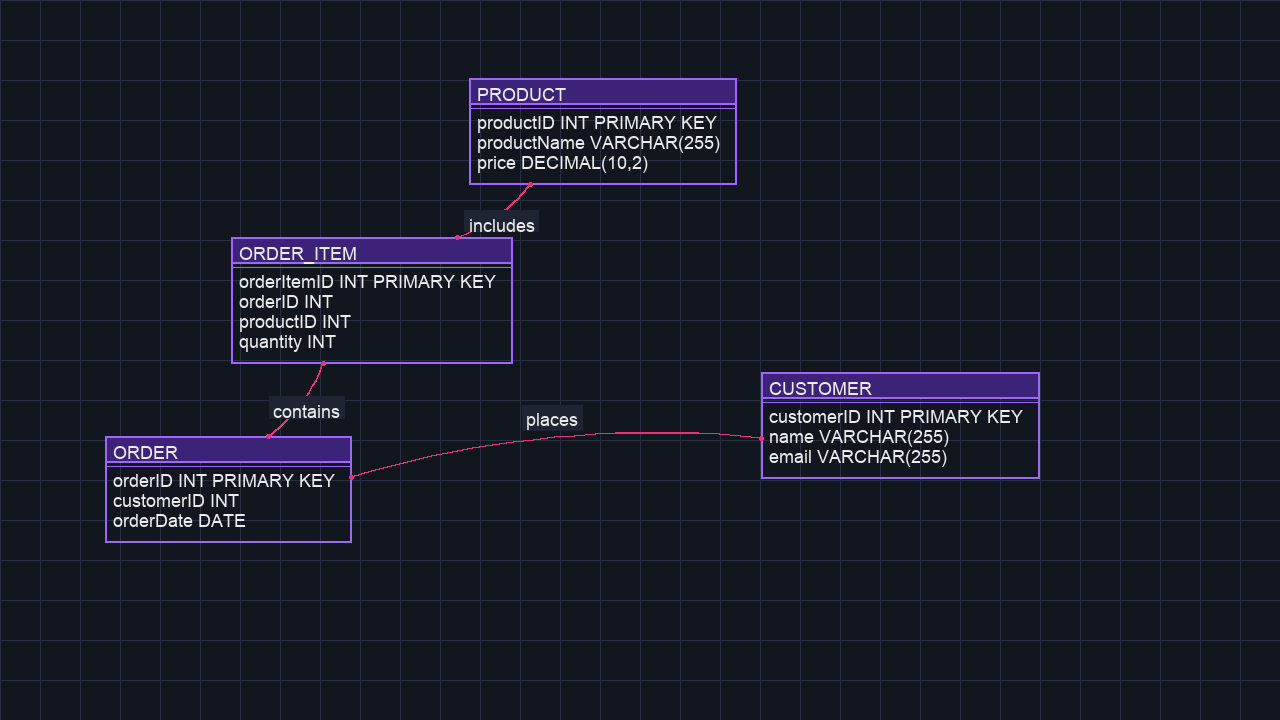 PRODUCT
productID INT PRIMARY KEY
productName VARCHAR(255)
price DECIMAL(10,2)
includes
ORDER_ITEM
orderItemID INT PRIMARY KEY
orderID INT
productID INT
quantity INT
contains
places
CUSTOMER
customerID INT PRIMARY KEY
name VARCHAR(255)
email VARCHAR(255)
ORDER
orderID INT PRIMARY KEY
customerID INT
orderDate DATE